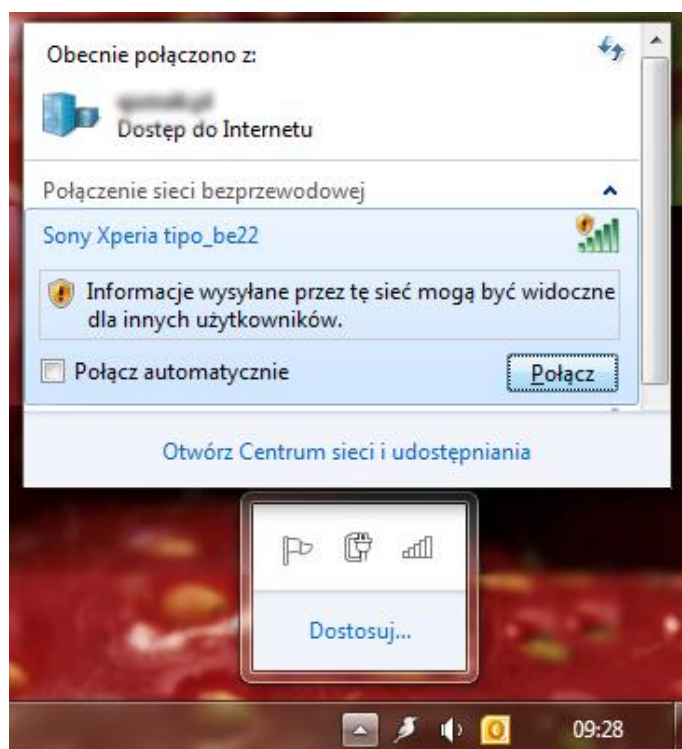 Obecnie połączono z:
Dostęp do Internetu
Połączenie sieci bezprzewodowej
Sony Xperia tipo_be22
Informacje wysyłane przez tę sieć mogą być widoczne
dla innych użytkowników.
Połącz automatycznie
Połącz
Otwórz Centrum sieci i udostępniania
Dostosuj...
09:28